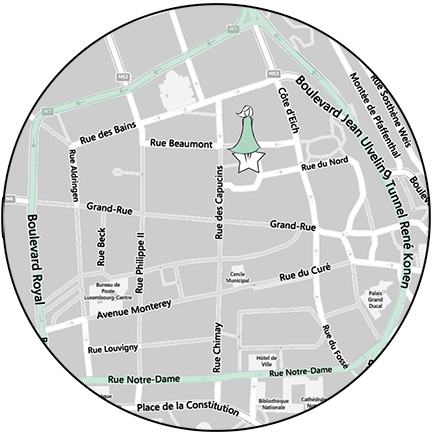 N7
N52
N53
N7
Rue Sosthène Weis
Montée de Pfaffenthal
Boulevard Jean Ulveling
Côte d'Eich
Rue des Bains
Rue Beaumont
Rue du Nord
Rue Aldringen
Rue des Capucins
Tunnel René Konen
Grand-Rue
Grand-Rue
Boulevard Royal
Rue Beck
Rue Philippe II
Cercle
Municipal
Rue du Curé
Bureau de
Poste
Luxembourg-Centre
Palais
Grand
Ducal
Avenue Monterey
Rue Louvigny
Rue Chimay
Rue du Fossé
Hôtel de
Ville
Rue Notre-Dame
Rue Notre-Dame
Place de la Constitution
Bibliothèque
Nationale